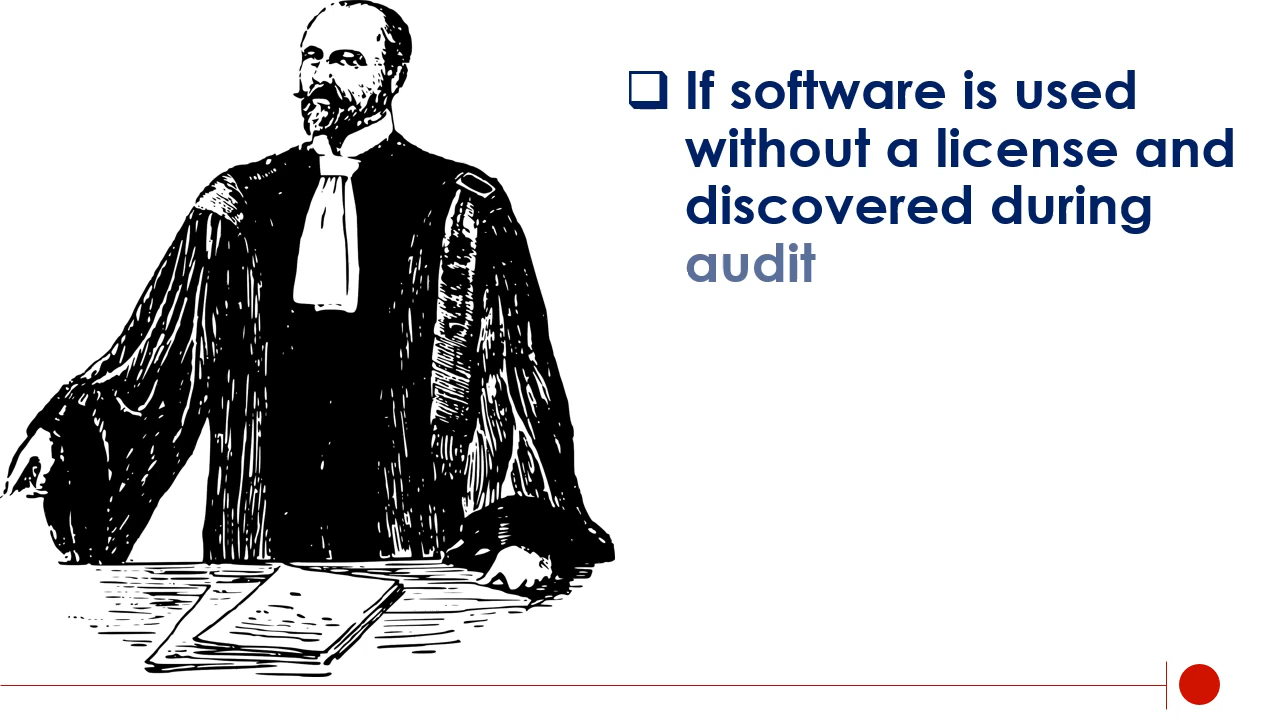 If software is used
without a license and
discovered during
audit